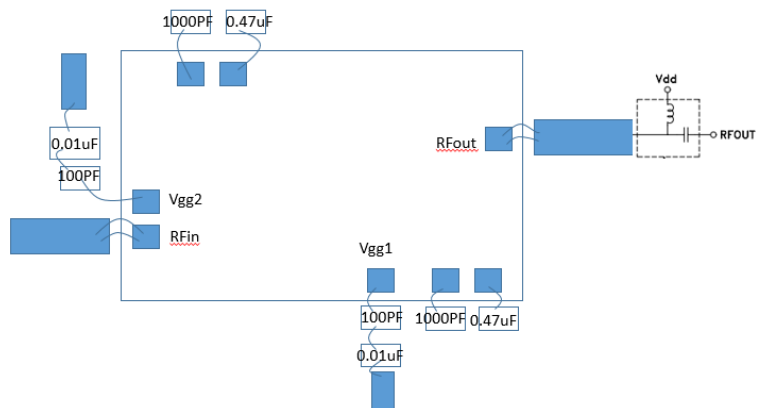 1000PF
0.47uF
Vdd
RFOUT
0.01uF
100PF
RFout
Vgg2
RFin
Vgg1
100PF
1000PF
0.47uF
0.01uF